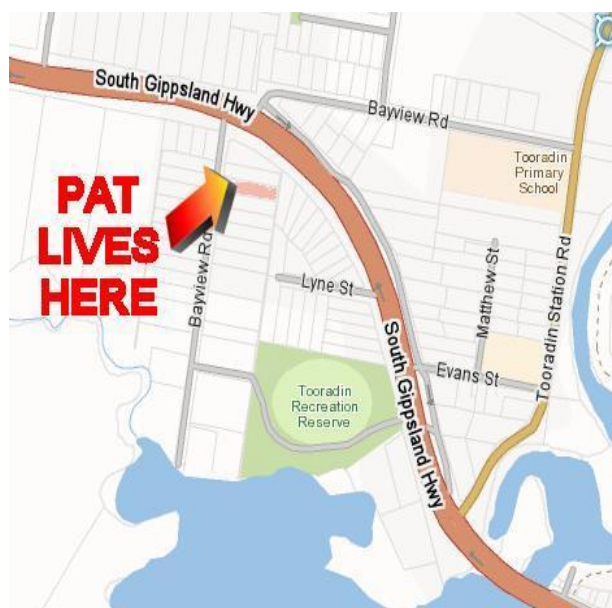 South Gippsland Hwy
Bayview Rd
Tooradin
Primary
School
PAT
LIVES
HERE
Bayview Rd
Lyne St
Matthew St
Tooradin Station Rd
South Gippsland Hwy
Evans St
Tooradin
Recreation
Reserve